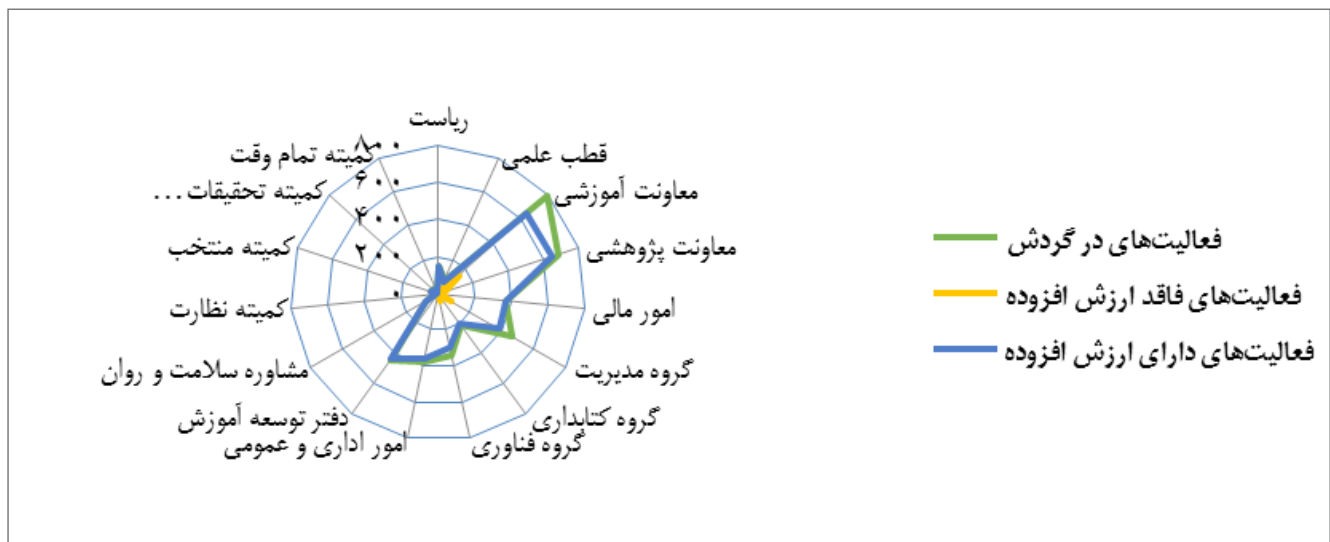 ریاست
قطب علمی
معاونت آموزشی
معاونت پژوهشی
امور مالی
گروه مدیریت
گروه کتابداری
گروه فناوری
امور اداری و عمومی
دفتر توسعه آموزش
مشاوره سلامت و روان
کمیته نظارت
کمیته منتخب
کمیته تحقیقات...
کمیته تمام وقت
۸۰۰
۶۰۰
۴۰۰
۲۰۰
۰
فعالیت‌های در گردش
فعالیت‌های فاقد ارزش افزوده
فعالیت‌های دارای ارزش افزوده